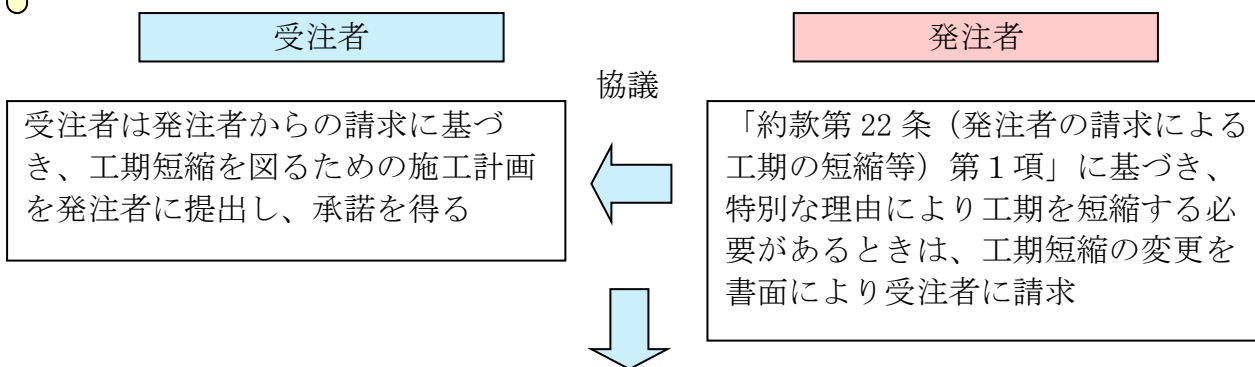 受注者
発注者
協議
受注者は発注者からの請求に基づ
き、工期短縮を図るための施工計画
を発注者に提出し、承諾を得る
「約款第 22 条（発注者の請求による
工期の短縮等）第１項」に基づき、
特別な理由により工期を短縮する必
要があるときは、工期短縮の変更を
書面により受注者に請求